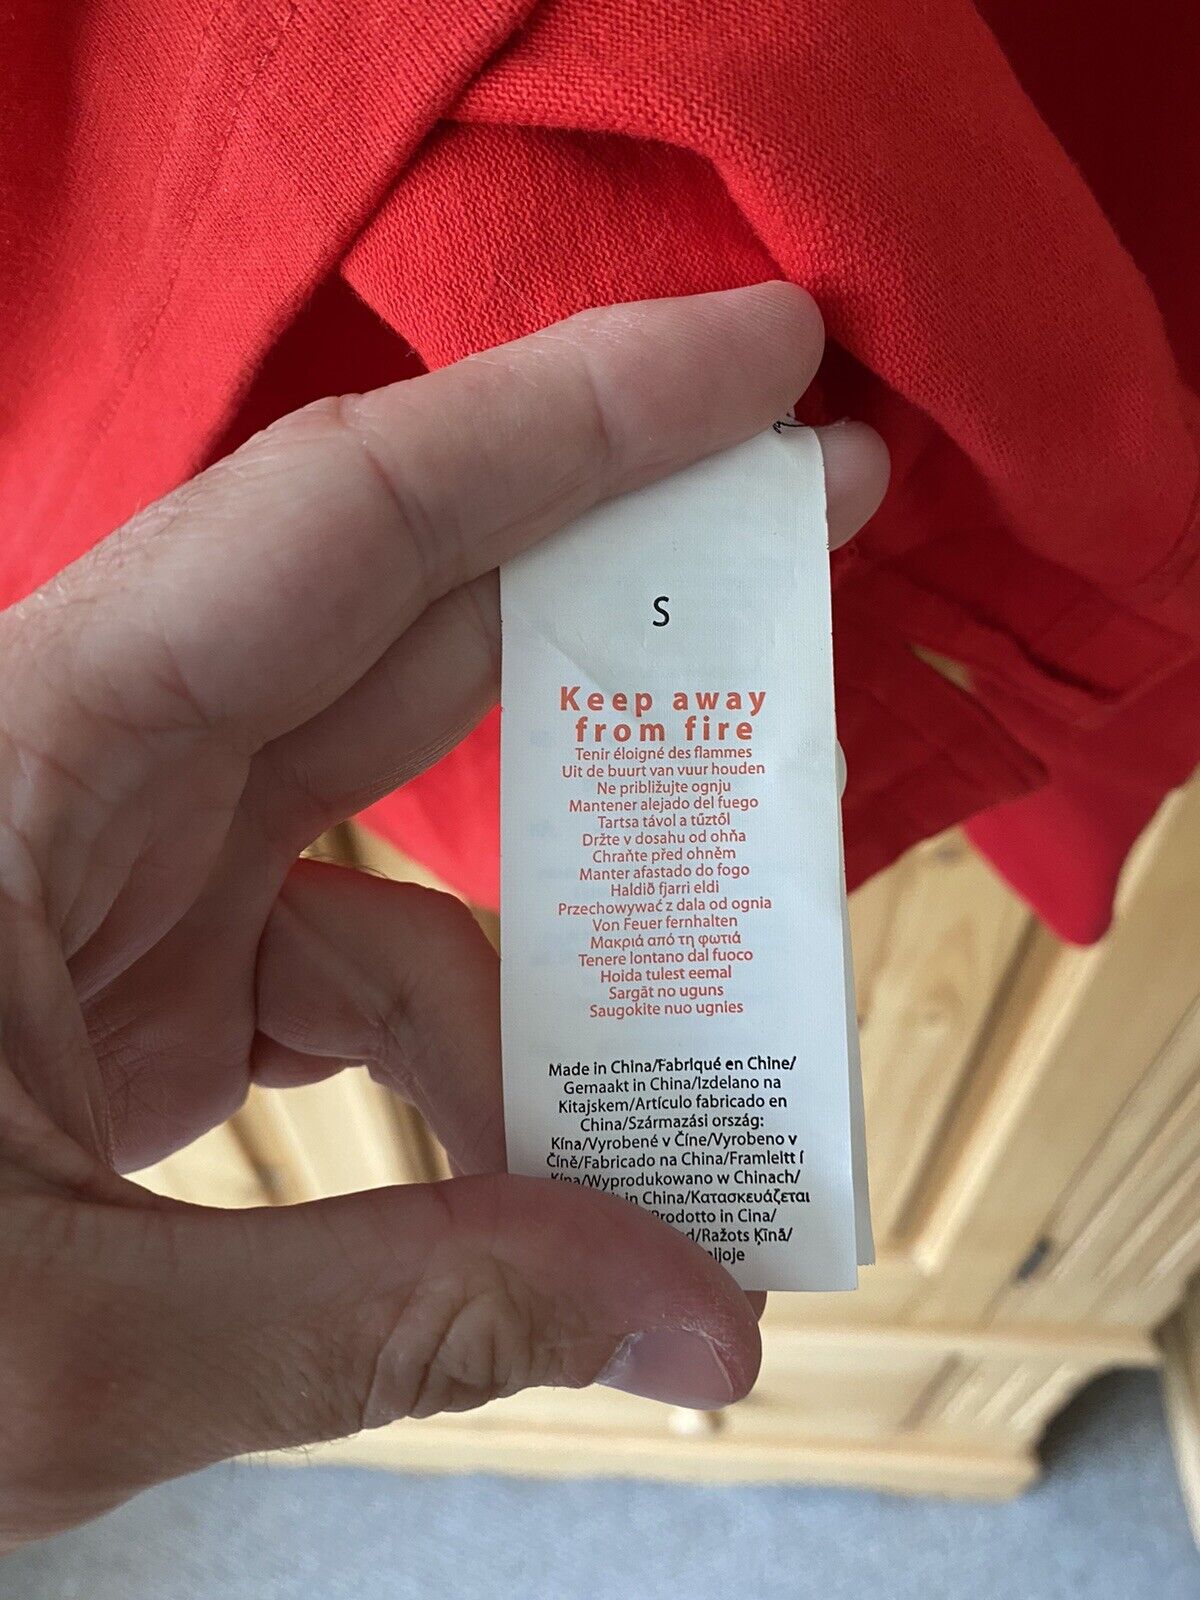 S
Keep away
from fire
Tenir éloigné des flammes
Uit de buurt van vuur houden
Ne približujte ognju
Mantener alejado del fuego
Tartsa távol a tűztől
Držte v dosahu od ohňa
Chraňte před ohněm
Manter afastado do fogo
Haldið fjarri eldi
Przechowywać z dala od ognia
Von Feuer fernhalten
Μακριά από τη φωτιά
Tenere lontano dal fuoco
Hoida tulest eemal
Sargāt no uguns
Saugokite nuo ugnies
Made in China/Fabriqué en Chine/
Gemaakt in China/Izdelano na
Kitajskem/Artículo fabricado en
China/Származási ország:
Kína/Vyrobené v Číne/Vyrobeno v
Číně/Fabricado na China/Framleitt í
Kína/Wyprodukowano w Chinach/
in China/Κατασκευάζεται
Prodotto in Cina/
/Ražots Ķīnā/